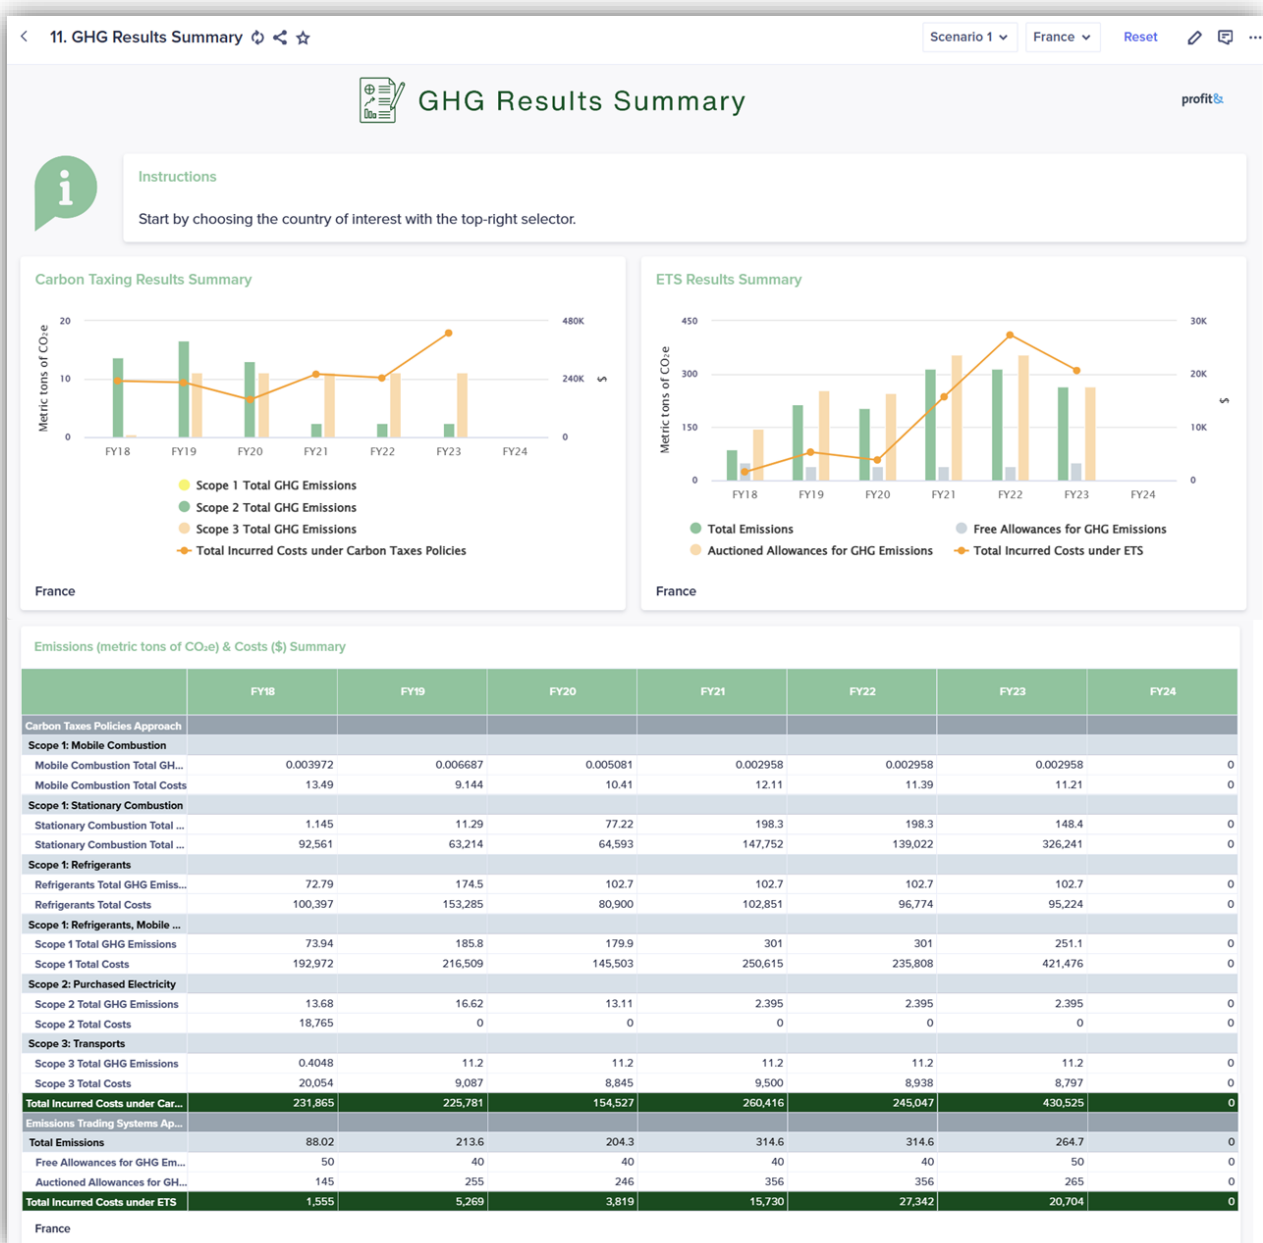 11. GHG Results Summary
Scenario 1
France
Reset
GHG Results Summary
profit&
Instructions
Start by choosing the country of interest with the top-right selector.
Carbon Taxing Results Summary
Metric tons of CO₂e
20
10
0
480K
240K
0
$
FY18 FY19 FY20 FY21 FY22 FY23 FY24
Scope 1 Total GHG Emissions
Scope 2 Total GHG Emissions
Scope 3 Total GHG Emissions
Total Incurred Costs under Carbon Taxes Policies
France
ETS Results Summary
Metric tons of CO₂e
450
300
150
0
30K
20K
10K
0
$
FY18 FY19 FY20 FY21 FY22 FY23 FY24
Total Emissions Free Allowances for GHG Emissions
Auctioned Allowances for GHG Emissions Total Incurred Costs under ETS
France
Emissions (metric tons of CO₂e) & Costs ($) Summary
FY18 FY19 FY20 FY21 FY22 FY23 FY24
Carbon Taxes Policies Approach
Scope 1: Mobile Combustion
Mobile Combustion Total GH... 0.003972 0.006687 0.005081 0.002958 0.002958 0.002958 0
Mobile Combustion Total Costs 13.49 9.144 10.41 12.11 11.39 11.21 0
Scope 1: Stationary Combustion
Stationary Combustion Total ... 1.145 11.29 77.22 198.3 198.3 148.4 0
Stationary Combustion Total ... 92,561 63,214 64,593 147,752 139,022 326,241 0
Scope 1: Refrigerants
Refrigerants Total GHG Emiss... 72.79 174.5 102.7 102.7 102.7 102.7 0
Refrigerants Total Costs 100,397 153,285 80,900 102,851 96,774 95,224 0
Scope 1: Refrigerants, Mobile ...
Scope 1 Total GHG Emissions 73.94 185.8 179.9 301 301 251.1 0
Scope 1 Total Costs 192,972 216,509 145,503 250,615 235,808 421,476 0
Scope 2: Purchased Electricity
Scope 2 Total GHG Emissions 13.68 16.62 13.11 2.395 2.395 2.395 0
Scope 2 Total Costs 18,765 0 0 0 0 0 0
Scope 3: Transports
Scope 3 Total GHG Emissions 0.4048 11.2 11.2 11.2 11.2 11.2 0
Scope 3 Total Costs 20,054 9,087 8,845 9,500 8,938 8,797 0
Total Incurred Costs under Car... 231,865 225,781 154,527 260,416 245,047 430,525 0
Emissions Trading Systems Ap...
Total Emissions 88.02 213.6 204.3 314.6 314.6 264.7 0
Free Allowances for GHG Em... 50 40 40 40 40 50 0
Auctioned Allowances for GH... 145 255 246 356 356 265 0
Total Incurred Costs under ETS 1,555 5,269 3,819 15,730 27,342 20,704 0
France